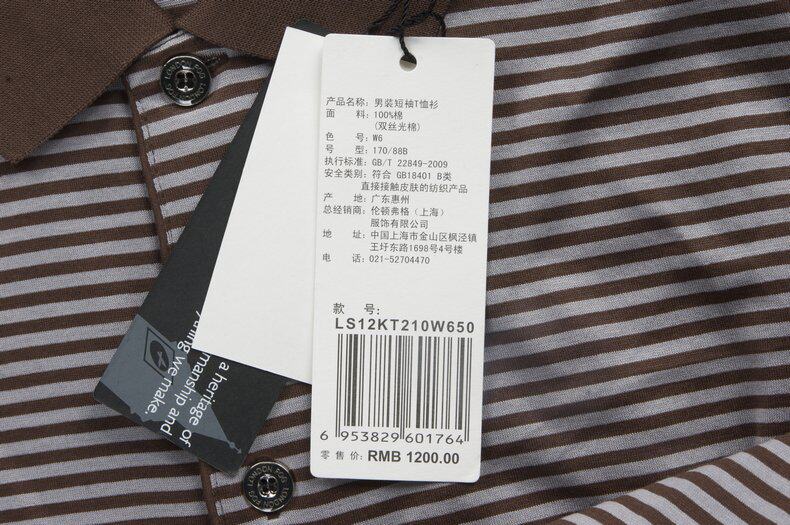 产品名称: 男装短袖T恤衫
面 料: 100%棉
(双丝光棉)
色 号: W6
号 型: 170/88B
执行标准: GB/T 22849-2009
安全类别: 符合 GB18401 B类
直接接触皮肤的纺织产品
产 地: 广东惠州
总经销商: 伦顿弗格（上海）
服饰有限公司
地 址: 中国上海市金山区枫泾镇
王圩东路1698号4号楼
电 话: 021-52704470
款 号:
LS12KT210W650
6 953829 601764
零售价: RMB 1200.00
a heritage of
manship and
thing we make.
LONDON FOG
LONDON FOG